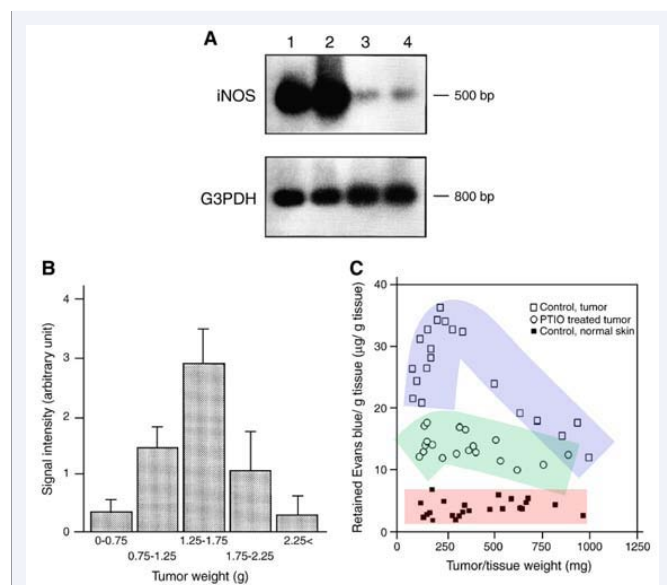 A
1 2 3 4
iNOS
500 bp
G3PDH
800 bp
B
Signal intensity (arbitrary unit)
4
3
2
1
0
0-0.75
0.75-1.25
1.25-1.75
1.75-2.25
2.25<
Tumor weight (g)
C
Retained Evans blue/ g tissue (µg/ g tissue)
40
30
20
10
0
Control, tumor
PTIO treated tumor
Control, normal skin
0 250 500 750 1000 1250
Tumor/tissue weight (mg)